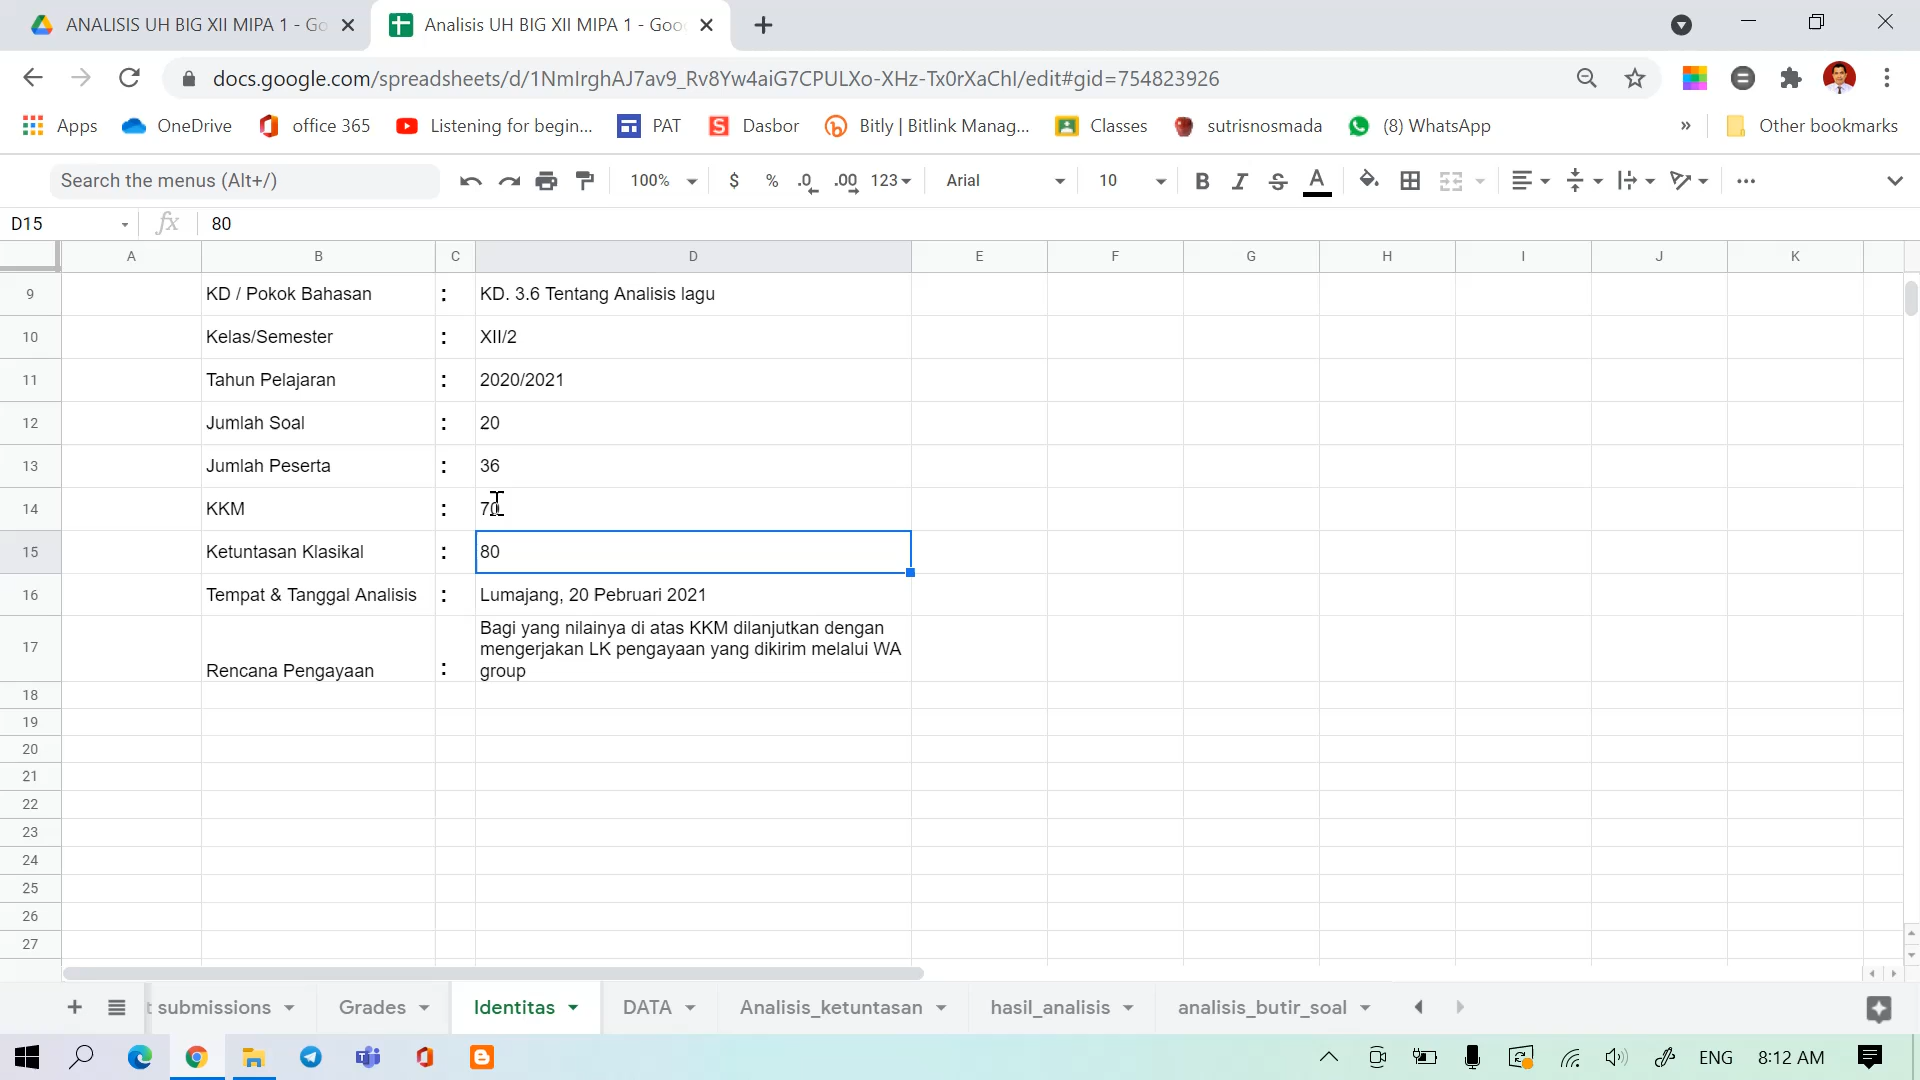 ANALISIS UH BIG XII MIPA 1 - Go
Analisis UH BIG XII MIPA 1 - Goo
docs.google.com/spreadsheets/d/1NmIrghAJ7av9_Rv8Yw4aiG7CPULXo-XHz-Tx0rXaChI/edit#gid=754823926
Apps
OneDrive
office 365
Listening for begin...
PAT
Dasbor
Bitly | Bitlink Manag...
Classes
sutrisnosmada
(8) WhatsApp
»
Other bookmarks
Search the menus (Alt+/)
100%
$
%
.0
.00
123
Arial
10
B
I
S
A
D15
fx
80
A B C D E F G H I J K
9 KD / Pokok Bahasan : KD. 3.6 Tentang Analisis lagu
10 Kelas/Semester : XII/2
11 Tahun Pelajaran : 2020/2021
12 Jumlah Soal : 20
13 Jumlah Peserta : 36
14 KKM : 70
15 Ketuntasan Klasikal : 80
16 Tempat & Tanggal Analisis : Lumajang, 20 Pebruari 2021
Bagi yang nilainya di atas KKM dilanjutkan dengan
17 mengerjakan LK pengayaan yang dikirim melalui WA
Rencana Pengayaan : group
18
19
20
21
22
23
24
25
26
27
t submissions
Grades
Identitas
DATA
Analisis_ketuntasan
hasil_analisis
analisis_butir_soal
ENG
8:12 AM